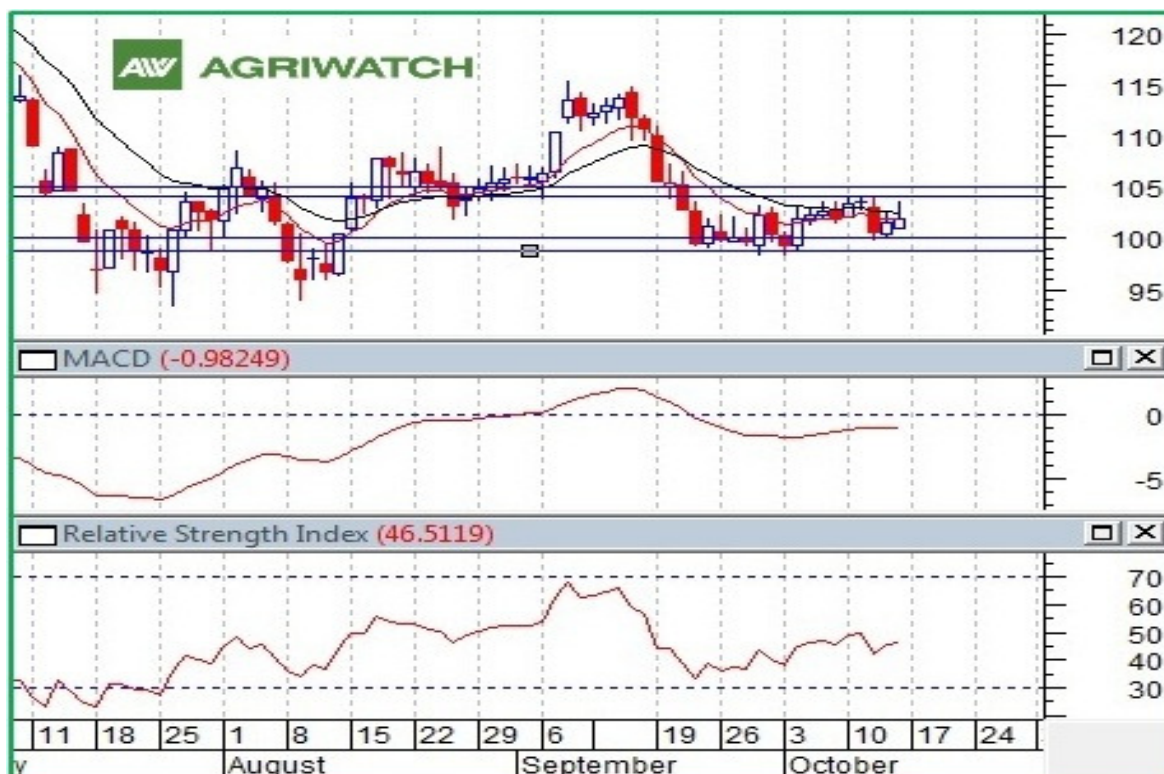 AW AGRIWATCH
120
115
110
105
100
95
MACD (-0.98249)
0
-5
Relative Strength Index (46.5119)
70
60
50
40
30
11 18 25 1 8 15 22 29 6 19 26 3 10 17 24
y August September October